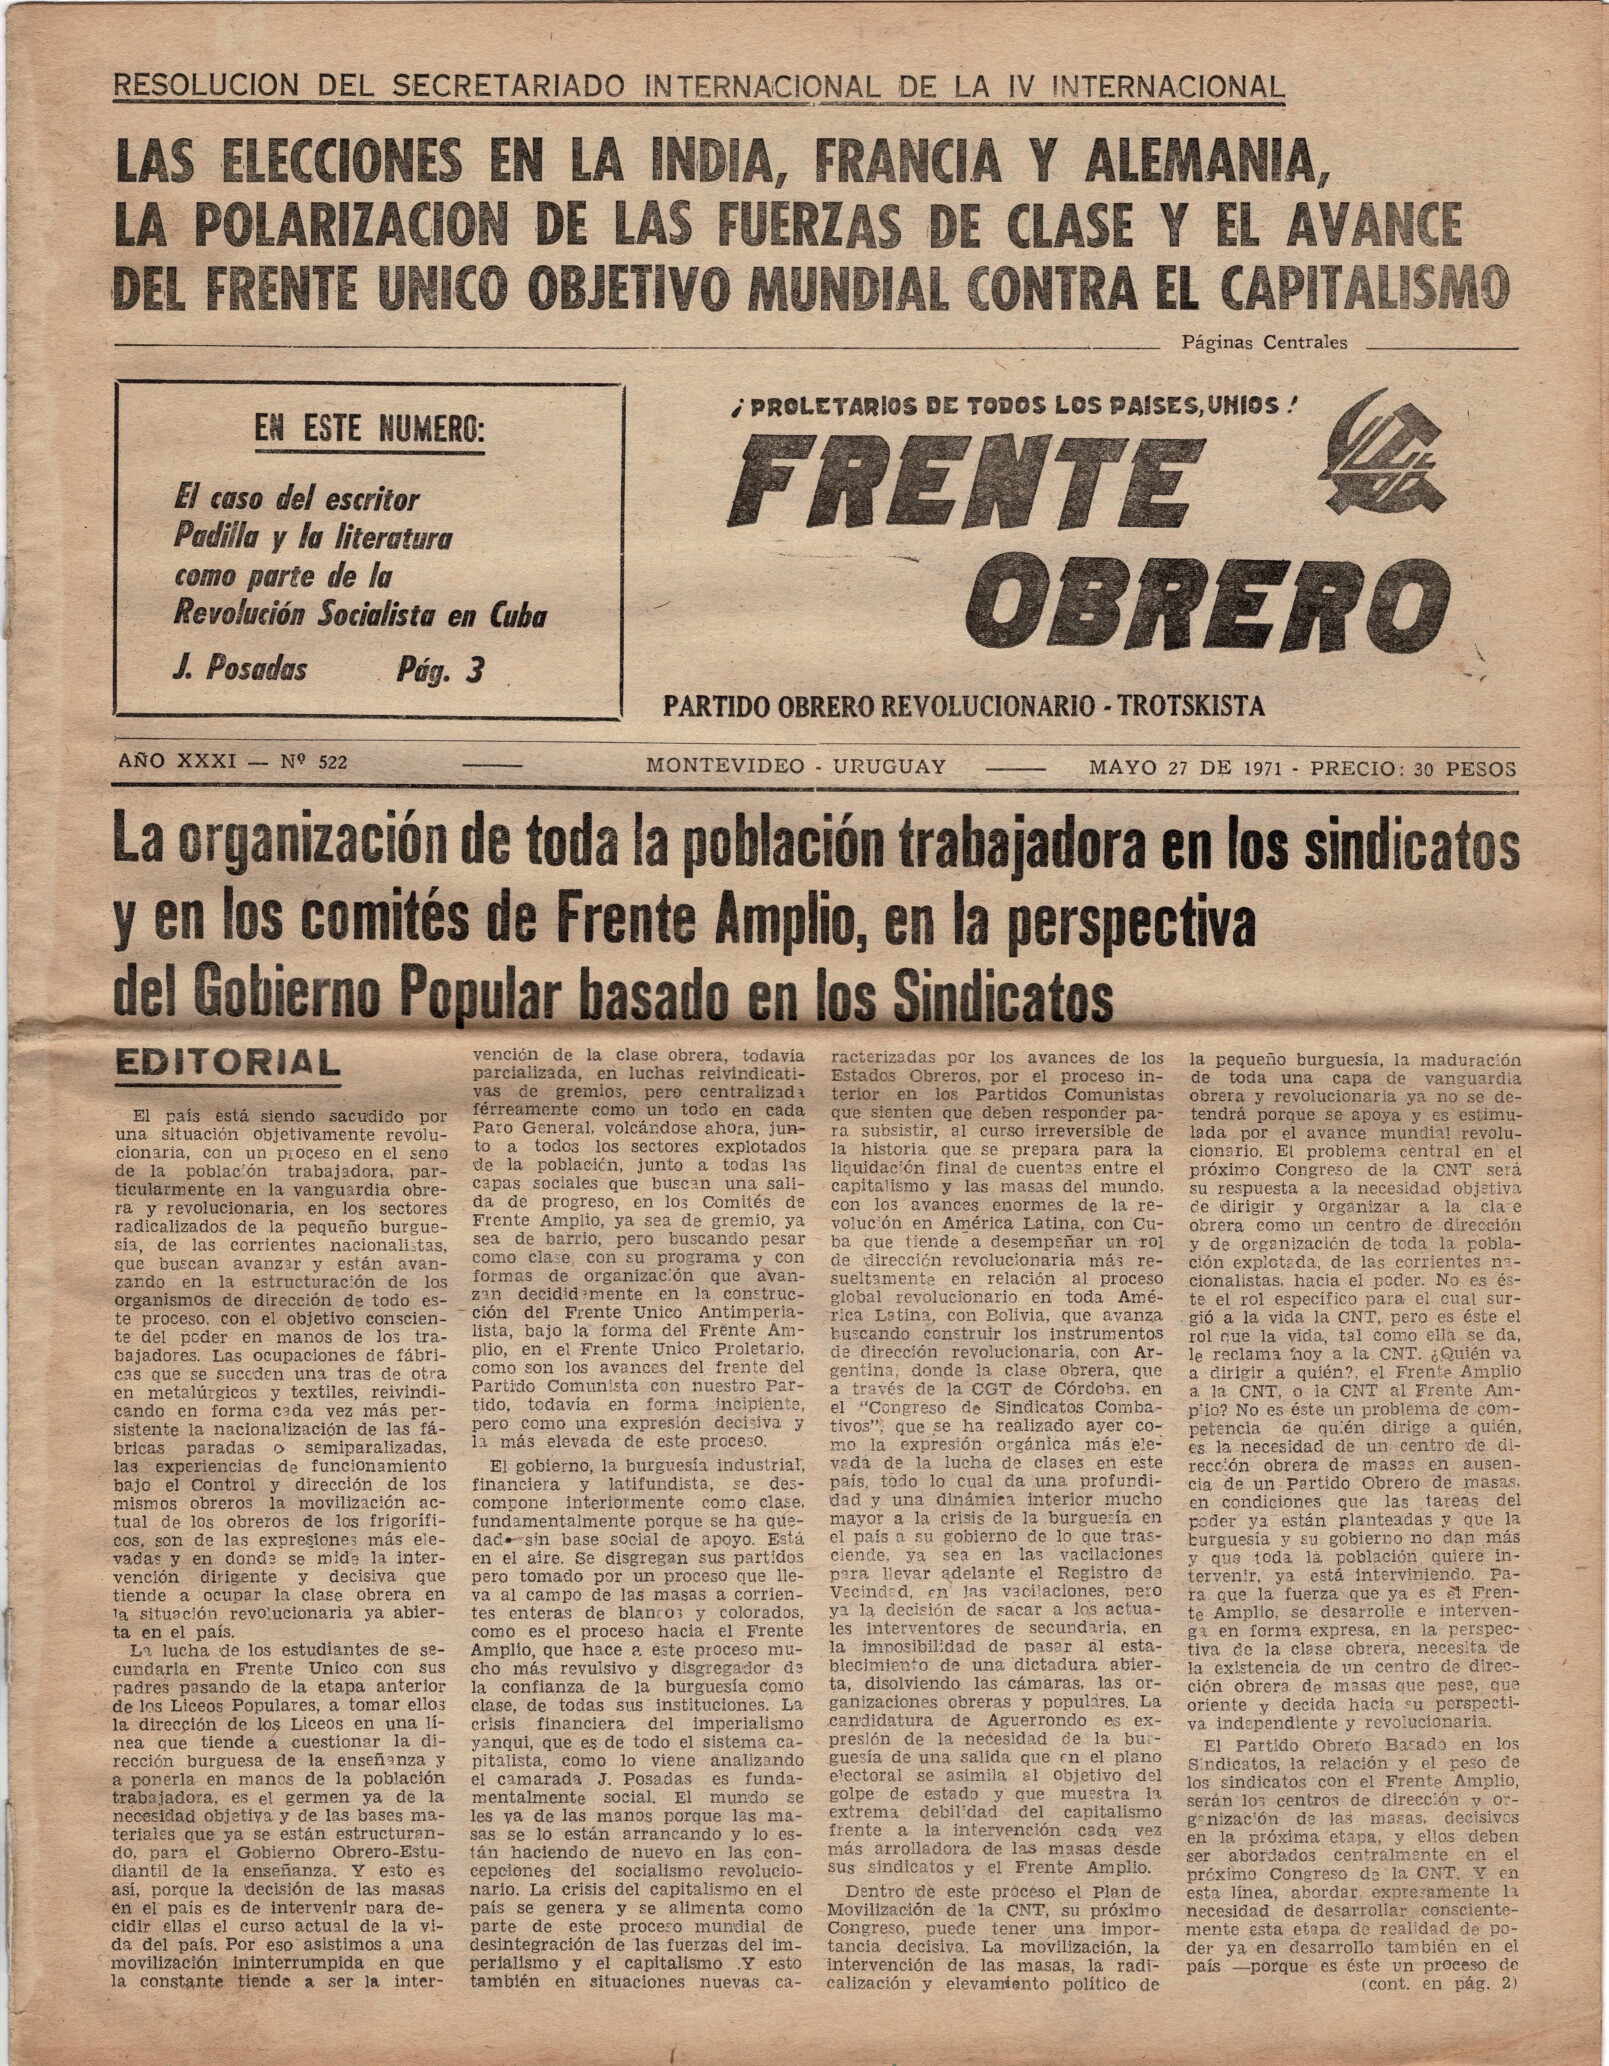 RESOLUCION DEL SECRETARIADO INTERNACIONAL DE LA IV INTERNACIONAL
LAS ELECCIONES EN LA INDIA, FRANCIA Y ALEMANIA,
LA POLARIZACION DE LAS FUERZAS DE CLASE Y EL AVANCE
DEL FRENTE UNICO OBJETIVO MUNDIAL CONTRA EL CAPITALISMO
Páginas Centrales
EN ESTE NUMERO:
El caso del escritor
Padilla y la literatura
como parte de la
Revolución Socialista en Cuba
J. Posadas Pág. 3
¡PROLETARIOS DE TODOS LOS PAISES, UNIOS!
FRENTE
OBRERO
PARTIDO OBRERO REVOLUCIONARIO - TROTSKISTA
AÑO XXXI — Nº 522 —— MONTEVIDEO - URUGUAY —— MAYO 27 DE 1971 - PRECIO: 30 PESOS
La organización de toda la población trabajadora en los sindicatos
y en los comités de Frente Amplio, en la perspectiva
del Gobierno Popular basado en los Sindicatos
EDITORIAL
El país está siendo sacudido por
una situación objetivamente revolu-
cionaria, con un proceso en el seno
de la población trabajadora, par-
ticularmente en la vanguardia obre-
ra y revolucionaria, en los sectores
radicalizados de la pequeño burgue-
sía, de las corrientes nacionalistas,
que buscan avanzar y están avan-
zando en la estructuración de los
organismos de dirección de todo es-
te proceso, con el objetivo conscien-
te del poder en manos de los tra-
bajadores. Las ocupaciones de fábri-
cas que se suceden una tras de otra
en metalúrgicos y textiles, reivindi-
cando en forma cada vez más per-
sistente la nacionalización de las fá-
bricas paradas o semiparalizadas,
las experiencias de funcionamiento
bajo el Control y dirección de los
mismos obreros la movilización ac-
tual de los obreros de los frigorífi-
cos, son de las expresiones más ele-
vadas y en donde se mide la inter-
vención dirigente y decisiva que
tiende a ocupar la clase obrera en
la situación revolucionaria ya abier-
ta en el país.
La lucha de los estudiantes de se-
cundaria en Frente Unico con sus
padres pasando de la etapa anterior
de los Liceos Populares, a tomar ellos
la dirección de los Liceos en una lí-
nea que tiende a cuestionar la di-
rección burguesa de la enseñanza y
a ponerla en manos de la población
trabajadora, es el germen ya de la
necesidad objetiva y de las bases ma-
teriales que ya se están estructuran-
do, para el Gobierno Obrero-Estu-
diantil de la enseñanza. Y esto es
así, porque la decisión de las masas
en el país es de intervenir para de-
cidir ellas el curso actual de la vi-
da del país. Por eso asistimos a una
movilización ininterrumpida en que
la constante tiende a ser la inter-
vención de la clase obrera, todavía
parcializada, en luchas reivindicati-
vas de gremios, pero centralizada
férreamente como un todo en cada
Paro General, volcándose ahora, jun-
to a todos los sectores explotados
de la población, junto a todas las
capas sociales que buscan una sali-
da de progreso, en los Comités de
Frente Amplio, ya sea de gremio, ya
sea de barrio, pero buscando pesar
como clase, con su programa y con
formas de organización que avan-
zan decididamente en la construc-
ción del Frente Unico Antimperia-
lista, bajo la forma del Frente Am-
plio, en el Frente Unico Proletario,
como son los avances del frente del
Partido Comunista con nuestro Par-
tido, todavía en forma incipiente,
pero como una expresión decisiva y
la más elevada de este proceso.
El gobierno, la burguesía industrial,
financiera y latifundista, se des-
compone interiormente como clase,
fundamentalmente porque se ha que-
dado sin base social de apoyo. Está
en el aire. Se disgregan sus partidos
pero tomado por un proceso que lle-
va al campo de las masas a corrien-
tes enteras de blancos y colorados,
como es el proceso hacia el Frente
Amplio, que hace a este proceso mu-
cho más revulsivo y disgregador de
la confianza de la burguesía como
clase, de todas sus instituciones. La
crisis financiera del imperialismo
yanqui, que es de todo el sistema ca-
pitalista, como lo viene analizando
el camarada J. Posadas es funda-
mentalmente social. El mundo se
les va de las manos porque las ma-
sas se lo están arrancando y lo es-
tán haciendo de nuevo en las con-
cepciones del socialismo revolucio-
nario. La crisis del capitalismo en el
país se genera y se alimenta como
parte de este proceso mundial de
desintegración de las fuerzas del im-
perialismo y el capitalismo .Y esto
también en situaciones nuevas ca-
racterizadas por los avances de los
Estados Obreros, por el proceso in-
terior en los Partidos Comunistas
que sienten que deben responder pa-
ra subsistir, al curso irreversible de
la historia que se prepara para la
liquidación final de cuentas entre el
capitalismo y las masas del mundo,
con los avances enormes de la re-
volución en América Latina, con Cu-
ba que tiende a desempeñar un rol
de dirección revolucionaria más re-
sueltamente en relación al proceso
global revolucionario en toda Amé-
rica Latina, con Bolivia, que avanza
buscando construir los instrumentos
de dirección revolucionaria, con Ar-
gentina, donde la clase obrera, que
a través de la CGT de Córdoba, en
el "Congreso de Sindicatos Comba-
tivos", que se ha realizado ayer co-
mo la expresión orgánica más ele-
vada de la lucha de clases en este
país, todo lo cual da una profundi-
dad y una dinámica interior mucho
mayor a la crisis de la burguesía en
el país a su gobierno de lo que tras-
ciende, ya sea en las vacilaciones
para llevar adelante el Registro de
Vecindad, en las vacilaciones, pero
ya la decisión de sacar a los actua-
les interventores de secundaria, en
la imposibilidad de pasar al esta-
blecimiento de una dictadura abier-
ta, disolviendo las cámaras, las or-
ganizaciones obreras y populares. La
candidatura de Aguerrondo es ex-
presión de la necesidad de la bur-
guesía de una salida que en el plano
electoral se asimila al objetivo del
golpe de estado y que muestra la
extrema debilidad del capitalismo
frente a la intervención cada vez
más arrolladora de las masas desde
sus sindicatos y el Frente Amplio.
Dentro de este proceso el Plan de
Movilización de la CNT, su próximo
Congreso, puede tener una impor-
tancia decisiva. La movilización, la
intervención de las masas, la radi-
calización y elevamiento político de
la pequeño burguesía, la maduración
de toda una capa de vanguardia
obrera y revolucionaria ya no se de-
tendrá porque se apoya y es estimu-
lada por el avance mundial revolu-
cionario. El problema central en el
próximo Congreso de la CNT será
su respuesta a la necesidad objetiva
de dirigir y organizar a la clase
obrera como un centro de dirección
y de organización de toda la pobla-
ción explotada, de las corrientes na-
cionalistas, hacia el poder. No es és-
te el rol específico para el cual sur-
gió a la vida la CNT, pero es éste el
rol que la vida, tal como ella se da,
le reclama hoy a la CNT. ¿Quién va
a dirigir a quién?, el Frente Amplio
a la CNT, o la CNT al Frente Am-
plio? No es éste un problema de com-
petencia de quién dirige a quién,
es la necesidad de un centro de di-
rección obrera de masas en ausen-
cia de un Partido Obrero de masas,
en condiciones que las tareas del
poder ya están planteadas y que la
burguesía y su gobierno no dan más
y que toda la población quiere in-
tervenir, ya está interviniendo. Pa-
ra que la fuerza que ya es el Fren-
te Amplio, se desarrolle e interven-
ga en forma expresa, en la perspec-
tiva de la clase obrera, necesita de
la existencia de un centro de direc-
ción obrera de masas que pese, que
oriente y decida hacia su perspecti-
va independiente y revolucionaria.
El Partido Obrero Basado en los
Sindicatos, la relación y el peso de
los sindicatos con el Frente Amplio,
serán los centros de dirección y or-
ganización de las masas, decisivos
en la próxima etapa, y ellos deben
ser abordados centralmente en el
próximo Congreso de la CNT. Y en
esta línea, abordar expresamente la
necesidad de desarrollar consciente-
mente esta etapa de realidad de po-
der ya en desarrollo también en el
país —porque es éste un proceso de
(cont. en pág. 2)